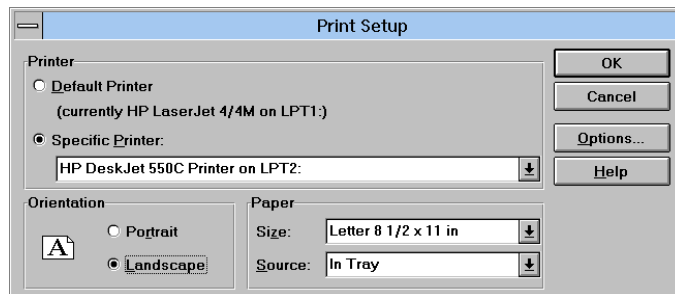 Print Setup
Printer
Default Printer
(currently HP LaserJet 4/4M on LPT1:)
Specific Printer:
HP DeskJet 550C Printer on LPT2:
OK
Cancel
Options...
Help
Orientation
A
Portrait
Landscape
Paper
Size:
Letter 8 1/2 x 11 in
Source:
In Tray